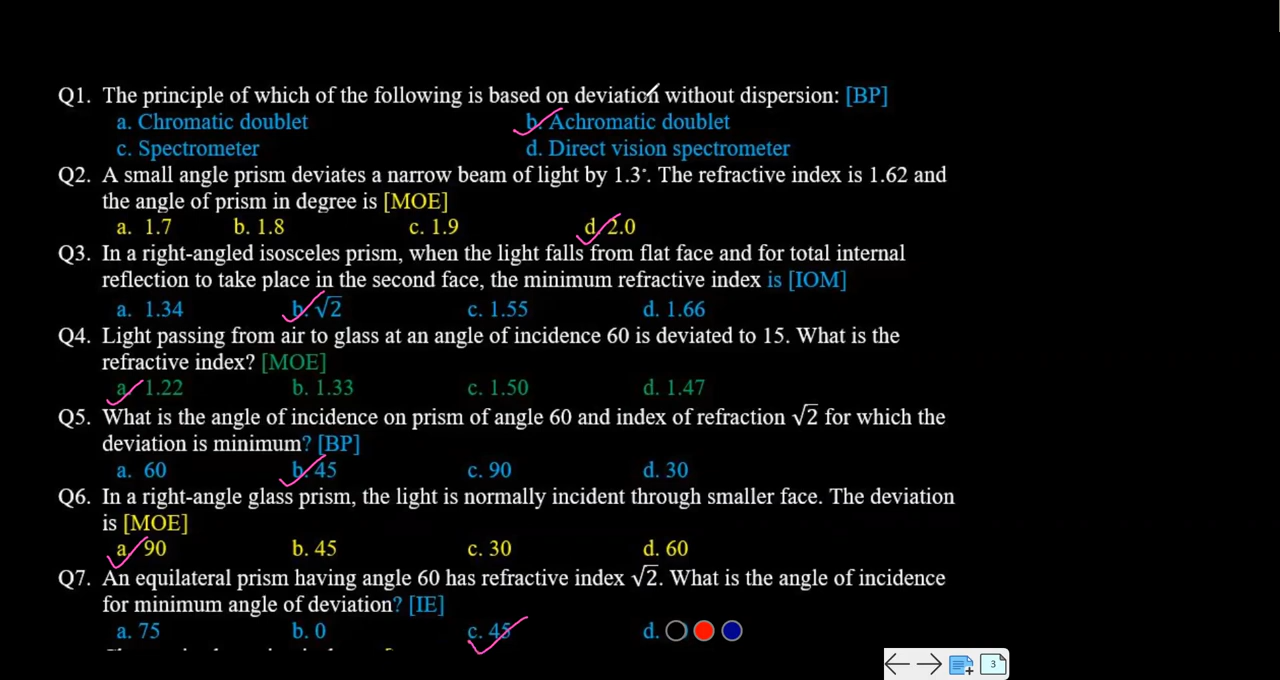 Q1. The principle of which of the following is based on deviation without dispersion: [BP]
a. Chromatic doublet b. Achromatic doublet
c. Spectrometer d. Direct vision spectrometer
Q2. A small angle prism deviates a narrow beam of light by 1.3°. The refractive index is 1.62 and
the angle of prism in degree is [MOE]
a. 1.7 b. 1.8 c. 1.9 d. 2.0
Q3. In a right-angled isosceles prism, when the light falls from flat face and for total internal
reflection to take place in the second face, the minimum refractive index is [IOM]
a. 1.34 b. √2 c. 1.55 d. 1.66
Q4. Light passing from air to glass at an angle of incidence 60 is deviated to 15. What is the
refractive index? [MOE]
a. 1.22 b. 1.33 c. 1.50 d. 1.47
Q5. What is the angle of incidence on prism of angle 60 and index of refraction √2 for which the
deviation is minimum? [BP]
a. 60 b. 45 c. 90 d. 30
Q6. In a right-angle glass prism, the light is normally incident through smaller face. The deviation
is [MOE]
a. 90 b. 45 c. 30 d. 60
Q7. An equilateral prism having angle 60 has refractive index √2. What is the angle of incidence
for minimum angle of deviation? [IE]
a. 75 b. 0 c. 45 d.
3